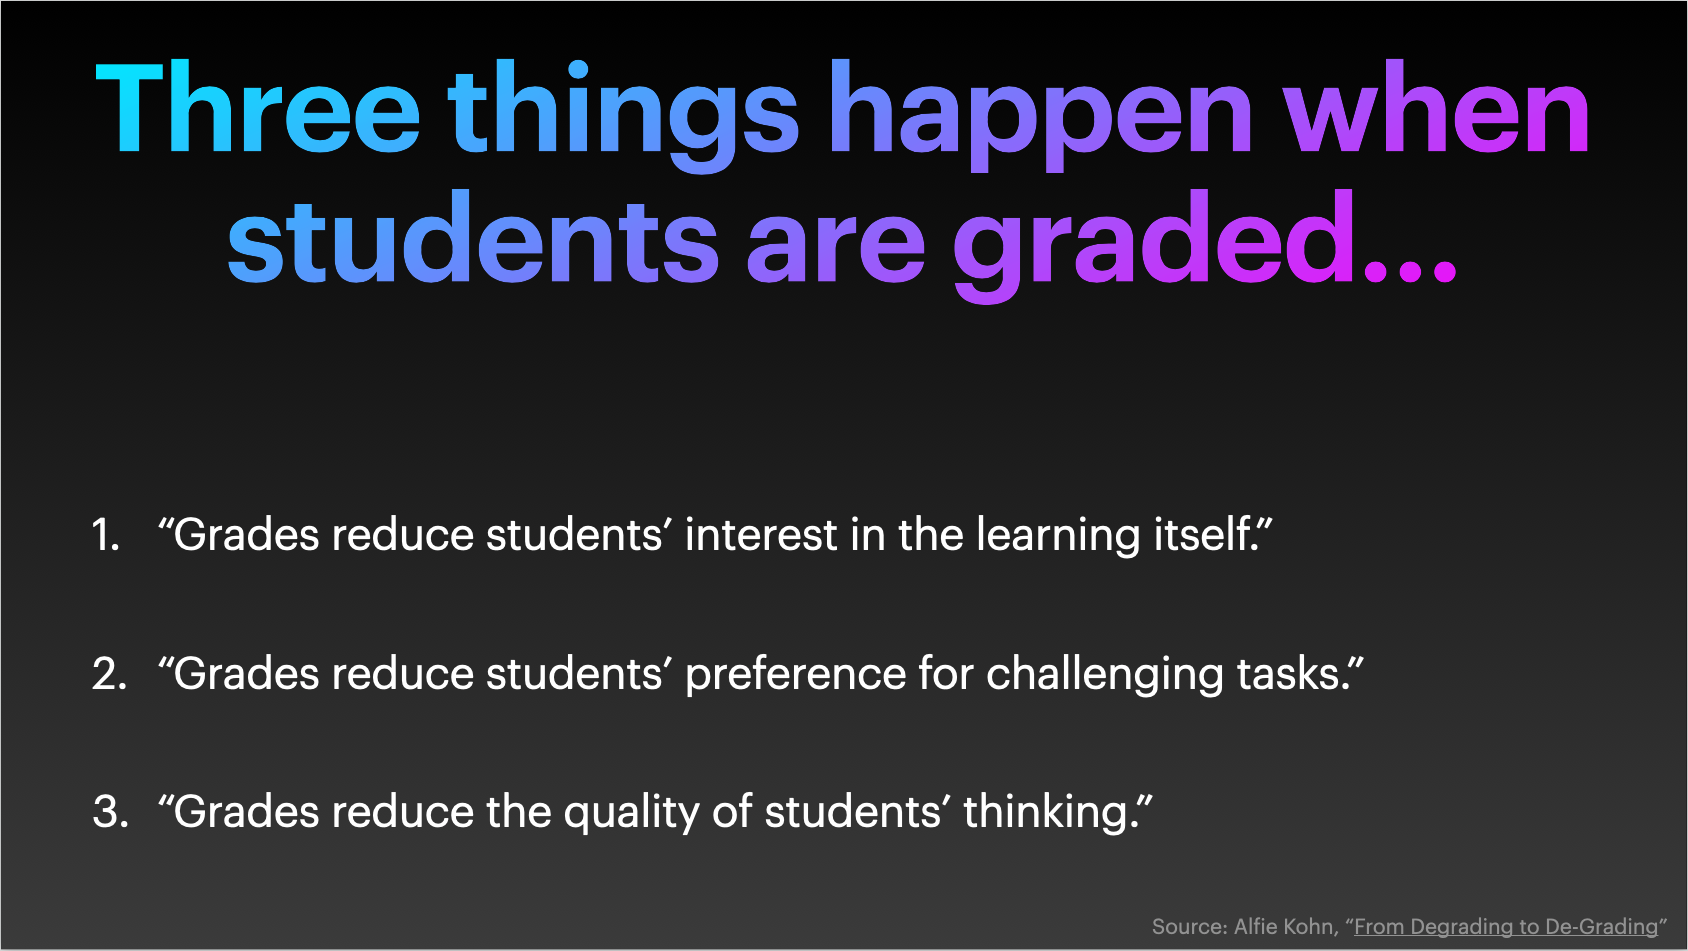 Three things happen when
students are graded...
1. “Grades reduce students’ interest in the learning itself.”
2. “Grades reduce students’ preference for challenging tasks.”
3. “Grades reduce the quality of students’ thinking.”
Source: Alfie Kohn, “From Degrading to De-Grading”